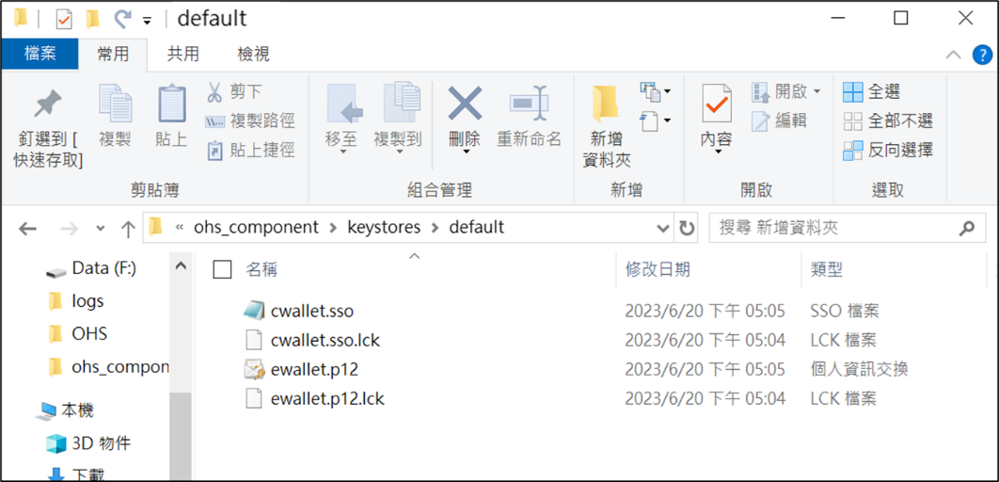 default
檔案 常用 共用 檢視
釘選到 [
快速存取]
複製
貼上
剪下
複製路徑
貼上捷徑
剪貼簿
移至
複製到
刪除
重新命名
組合管理
新增
資料夾
新增
內容
開啟
編輯
開啟
全選
全部不選
反向選擇
選取
« ohs_component > keystores > default
搜尋 新增資料夾
Data (F:)
logs
OHS
ohs_compon
本機
3D 物件
下載
名稱 修改日期 類型
cwallet.sso 2023/6/20 下午 05:05 SSO 檔案
cwallet.sso.lck 2023/6/20 下午 05:04 LCK 檔案
ewallet.p12 2023/6/20 下午 05:05 個人資訊交換
ewallet.p12.lck 2023/6/20 下午 05:04 LCK 檔案